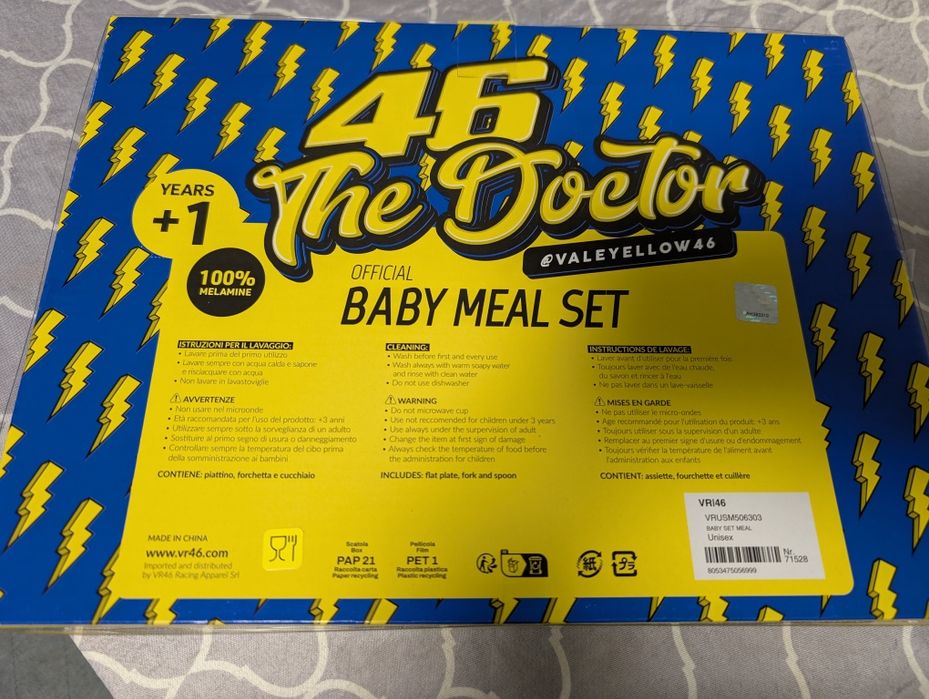 46
The Doctor
@VALEYELLOW46
YEARS
+1
100%
MELAMINE
OFFICIAL
BABY MEAL SET
ISTRUZIONI PER IL LAVAGGIO:
• Lavare prima del primo utilizzo
• Lavare sempre con acqua calda e sapone
e risciacquare con acqua
• Non lavare in lavastoviglie
AVVERTENZE
• Non usare nel microonde
• Età raccomandata per l'uso del prodotto: +3 anni
• Utilizzare sempre sotto la sorveglianza di un adulto
• Sostituire al primo segno di usura o danneggiamento
• Controllare sempre la temperatura del cibo prima
della somministrazione ai bambini
CONTIENE: piattino, forchetta e cucchiaio
CLEANING:
• Wash before first and every use
• Wash always with warm soapy water
and rinse with clean water
• Do not use dishwasher
WARNING
• Do not microwave cup
• Use not reccomended for children under 3 years
• Use always under the surpervision of adult
• Change the item at first sign of damage
• Always check the temperature of food before
the administration for children
INCLUDES: flat plate, fork and spoon
INSTRUCTIONS DE LAVAGE:
• Laver avant d'utiliser pour la première fois
• Toujours laver avec de l'eau chaude,
du savon et rincer à l'eau
• Ne pas laver dans un lave-vaisselle
MISES EN GARDE
• Ne pas utiliser le micro-ondes
• Age recommandé pour l'utilisation du produit: +3 ans
• Toujours utiliser sous la supervision d'un adulte
• Remplacer au premier signe d'usure ou d'endommagement
• Toujours vérifier la température de l'aliment avant
l'administration aux enfants
CONTIENT: assiette, fourchette et cuillère
MADE IN CHINA
www.vr46.com
Imported and distributed
by VR46 Racing Apparel Srl
Scatola
Box
PAP 21
Raccolta carta
Paper recycling
Pellicola
Film
PET 1
Raccolta plastica
Plastic recycling
紙
プラ
VR|46
VRUSM506303
BABY SET MEAL
Unisex
Nr.
71528
8053475056999